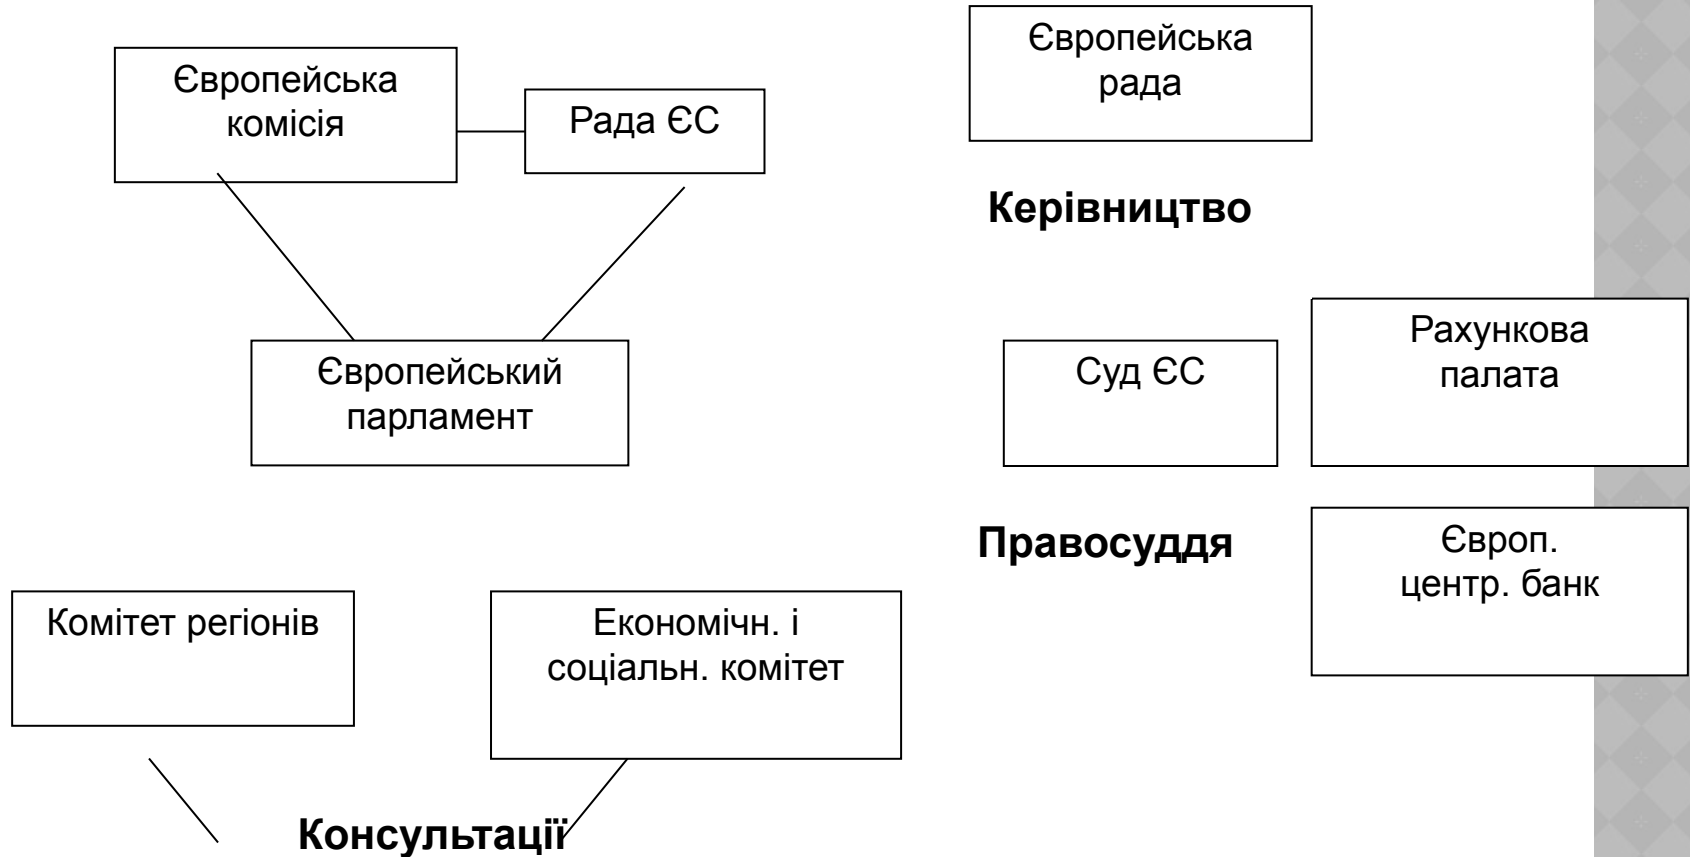 Європейська
комісія
Рада ЄС
Європейська
рада
Керівництво
Європейський
парламент
Суд ЄС
Рахункова
палата
Правосуддя
Європ.
центр. банк
Комітет регіонів
Економічн. і
соціальн. комітет
Консультації